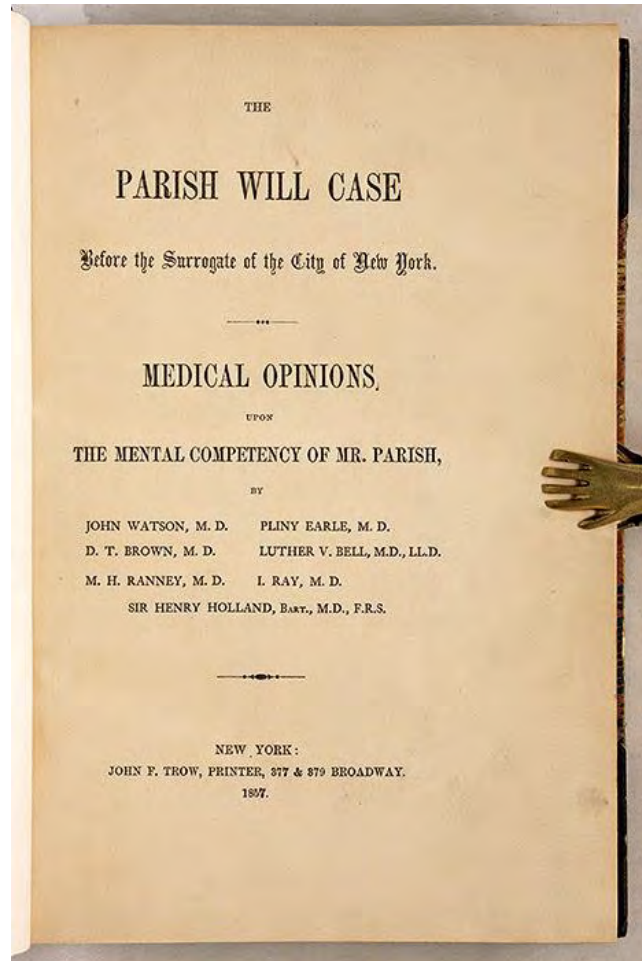 THE
PARISH WILL CASE
Before the Surrogate of the City of New York.
MEDICAL OPINIONS,
UPON
THE MENTAL COMPETENCY OF MR. PARISH,
BY
JOHN WATSON, M. D. PLINY EARLE, M. D.
D. T. BROWN, M. D. LUTHER V. BELL, M.D., LL.D.
M. H. RANNEY, M. D. I. RAY, M. D.
SIR HENRY HOLLAND, BART., M.D., F.R.S.
NEW YORK:
JOHN F. TROW, PRINTER, 377 & 379 BROADWAY.
1857.